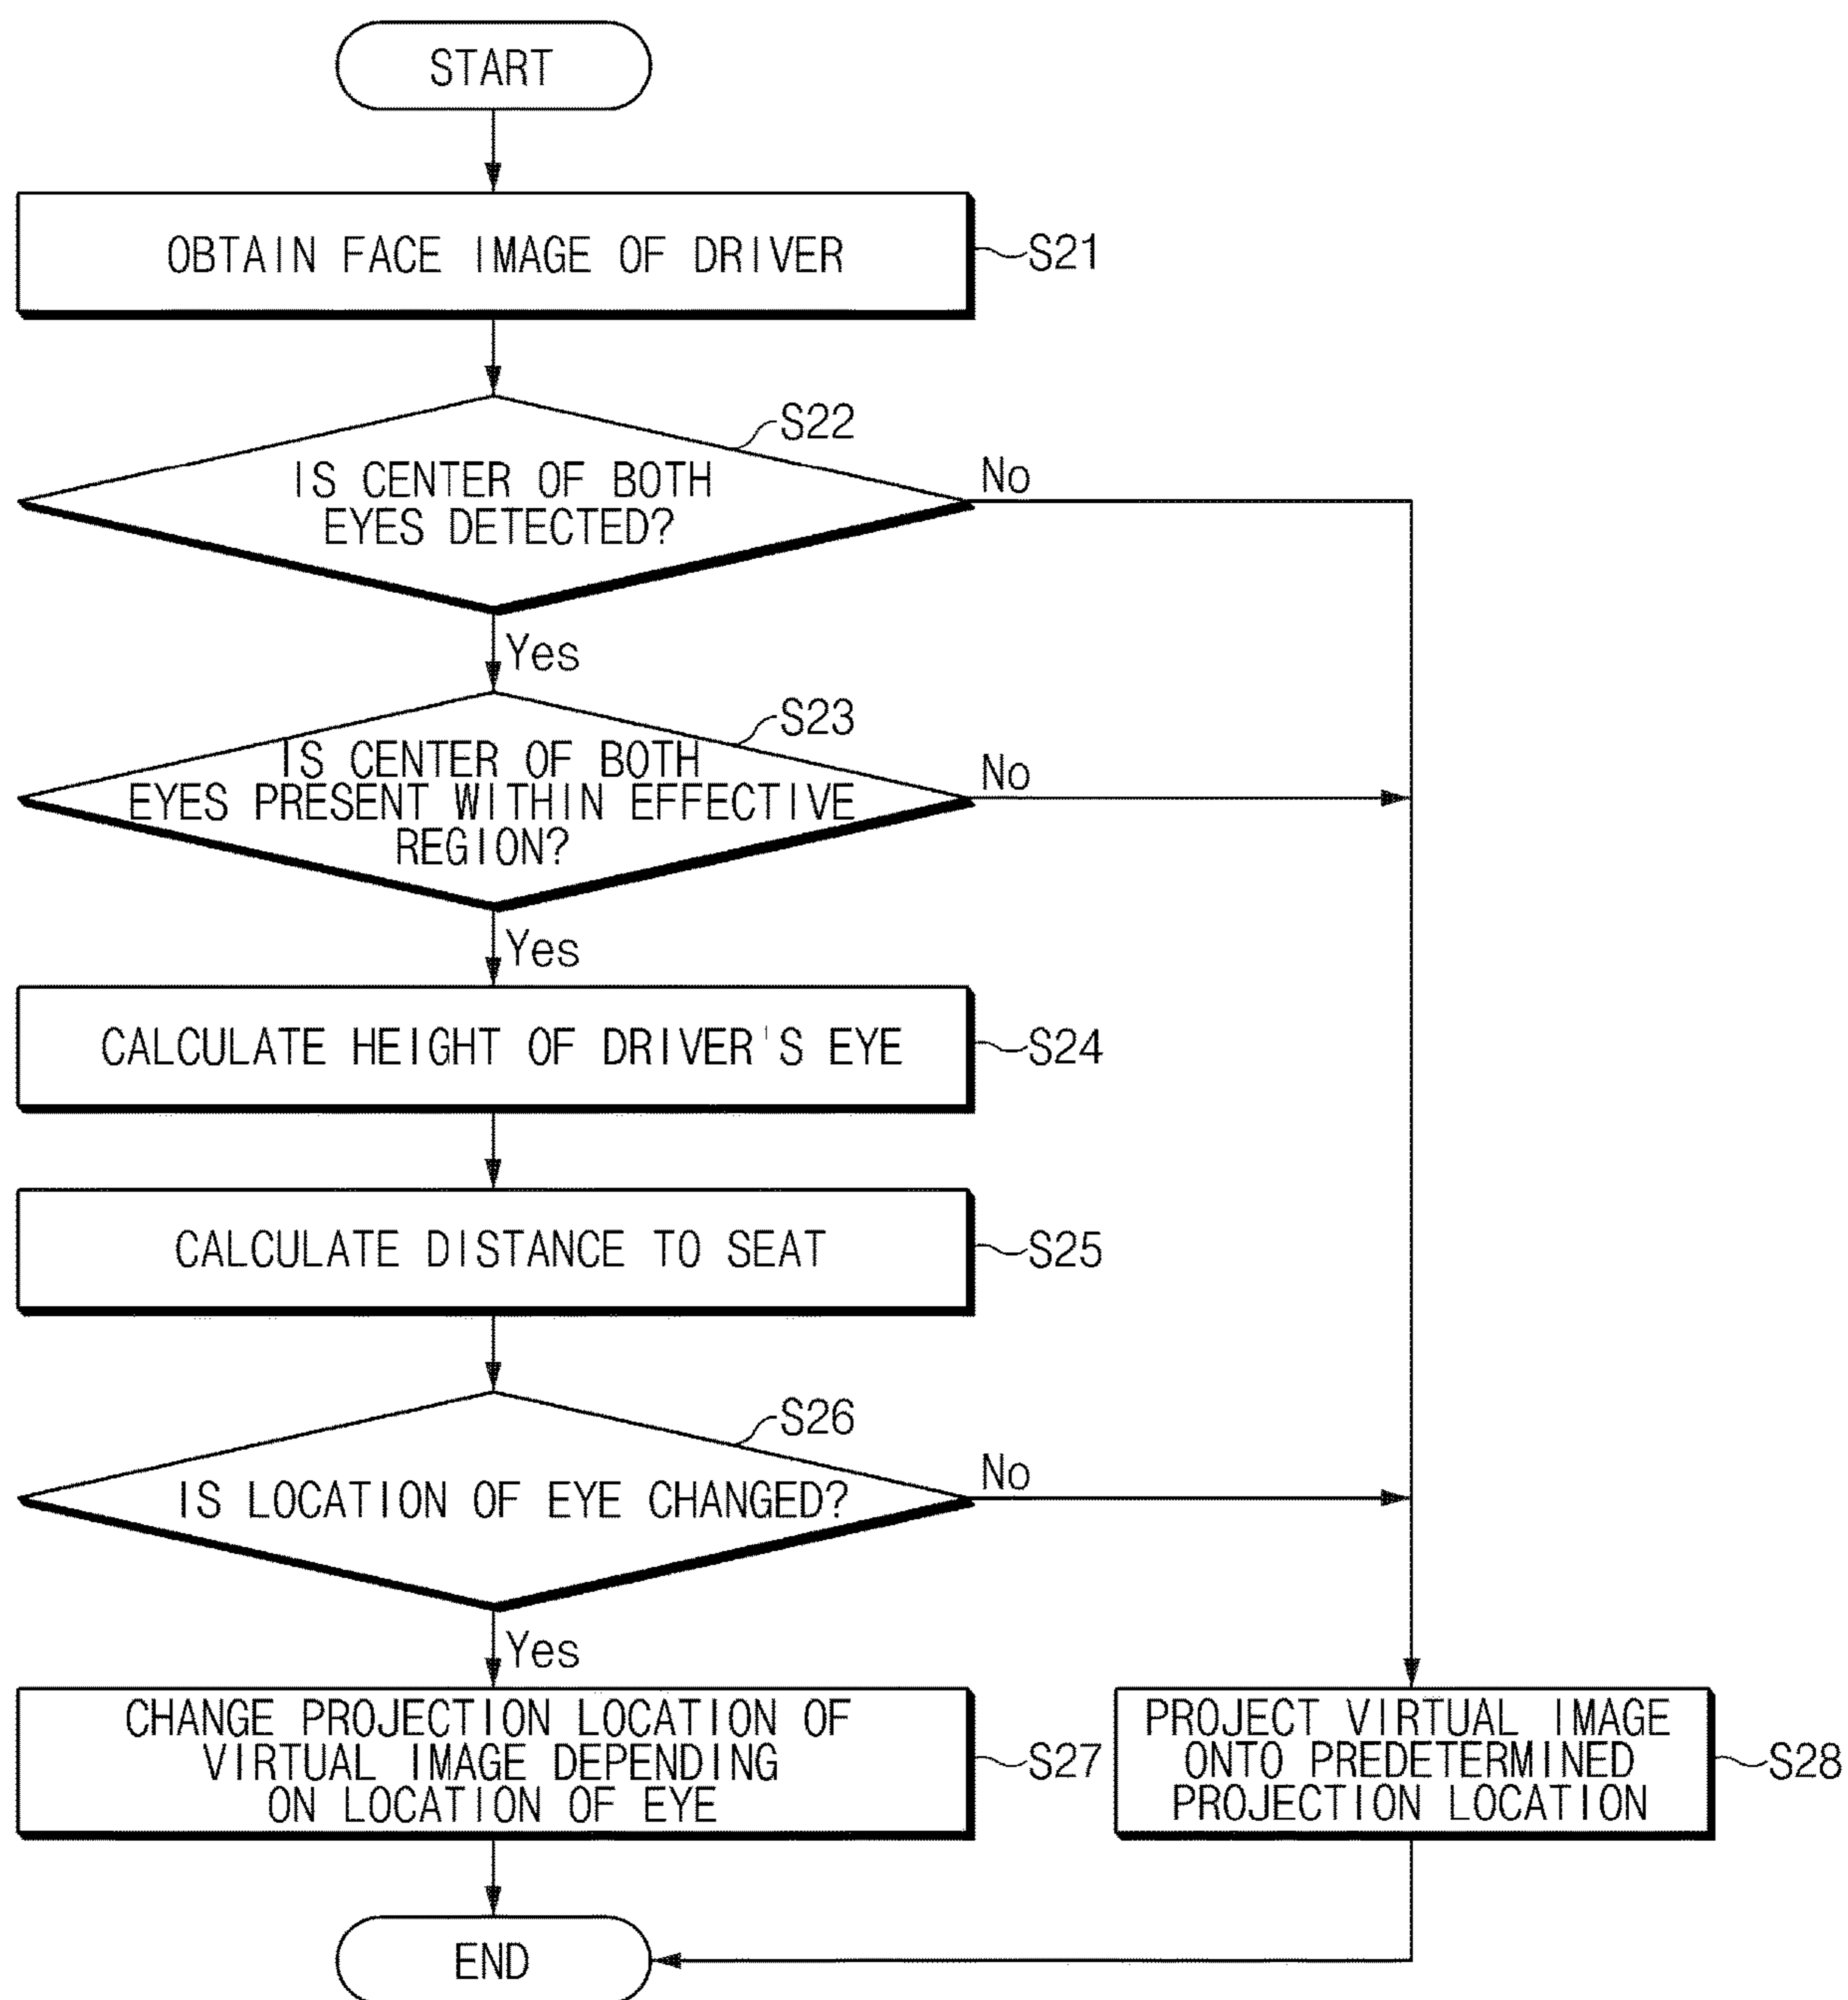 START
OBTAIN FACE IMAGE OF DRIVER
S21
S22
IS CENTER OF BOTH
EYES DETECTED?
No
Yes
S23
IS CENTER OF BOTH
EYES PRESENT WITHIN EFFECTIVE
REGION?
No
Yes
CALCULATE HEIGHT OF DRIVER'S EYE
S24
CALCULATE DISTANCE TO SEAT
S25
S26
IS LOCATION OF EYE CHANGED?
No
Yes
CHANGE PROJECTION LOCATION OF
VIRTUAL IMAGE DEPENDING
ON LOCATION OF EYE
S27
PROJECT VIRTUAL IMAGE
ONTO PREDETERMINED
PROJECTION LOCATION
S28
END